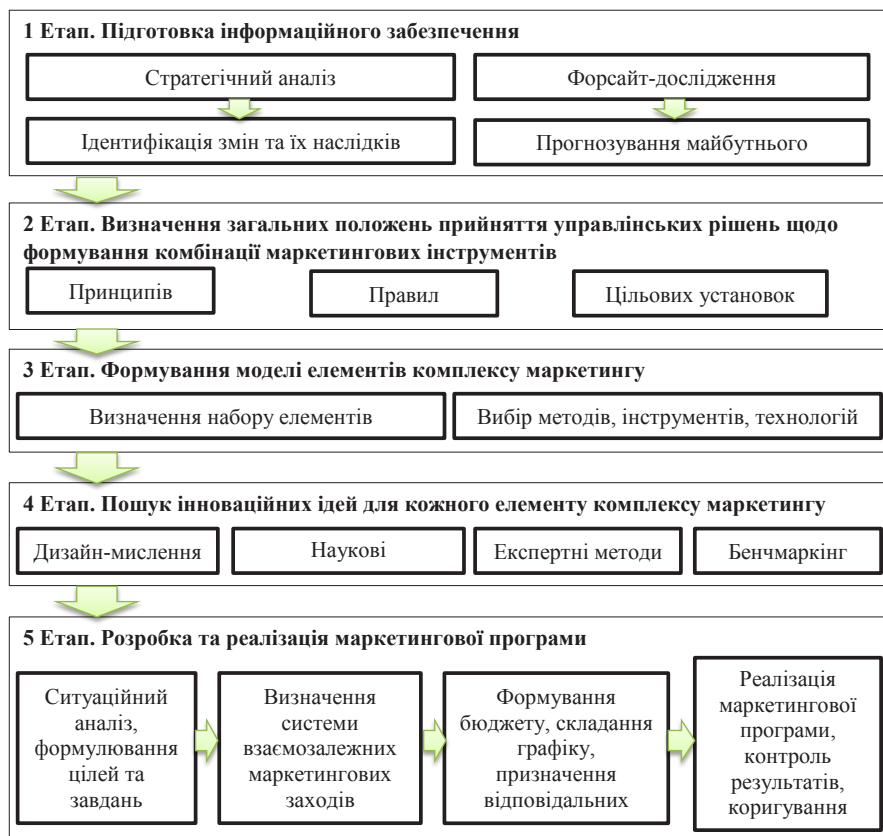 1 Етап. Підготовка інформаційного забезпечення
Стратегічний аналіз
Форсайт-дослідження
Ідентифікація змін та їх наслідків
Прогнозування майбутнього
2 Етап. Визначення загальних положень прийняття управлінських рішень щодо
формування комбінації маркетингових інструментів
Принципів
Правил
Цільових установок
3 Етап. Формування моделі елементів комплексу маркетингу
Визначення набору елементів
Вибір методів, інструментів, технологій
4 Етап. Пошук інноваційних ідей для кожного елементу комплексу маркетингу
Дизайн-мислення
Наукові
Експертні методи
Бенчмаркінг
5 Етап. Розробка та реалізація маркетингової програми
Ситуаційний
аналіз,
формулювання
цілей та
завдань
Визначення
системи
взаємозалежних
маркетингових
заходів
Формування
бюджету, складання
графіку,
призначення
відповідальних
Реалізація
маркетингової
програми,
контроль
результатів,
коригування